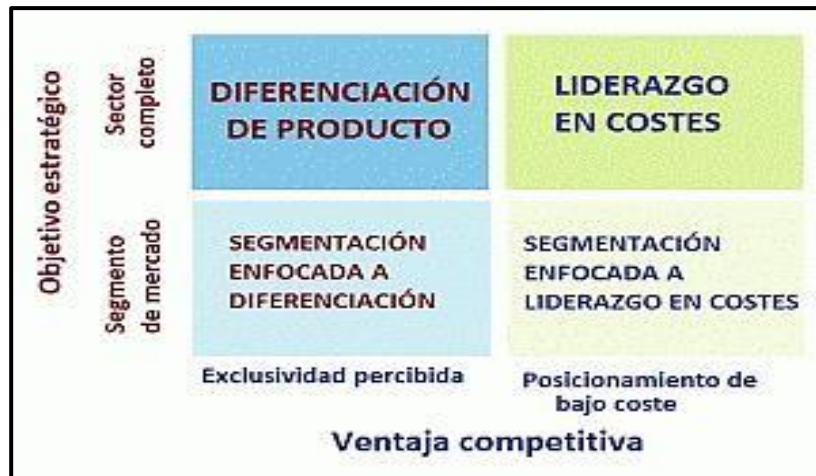 Objetivo estratégico
Sector
completo
DIFERENCIACIÓN
DE PRODUCTO
LIDERAZGO
EN COSTES
Segmento
de mercado
SEGMENTACIÓN
ENFOCADA A
DIFERENCIACIÓN
SEGMENTACIÓN
ENFOCADA A
LIDERAZGO EN COSTES
Exclusividad percibida
Posicionamiento de
bajo coste
Ventaja competitiva